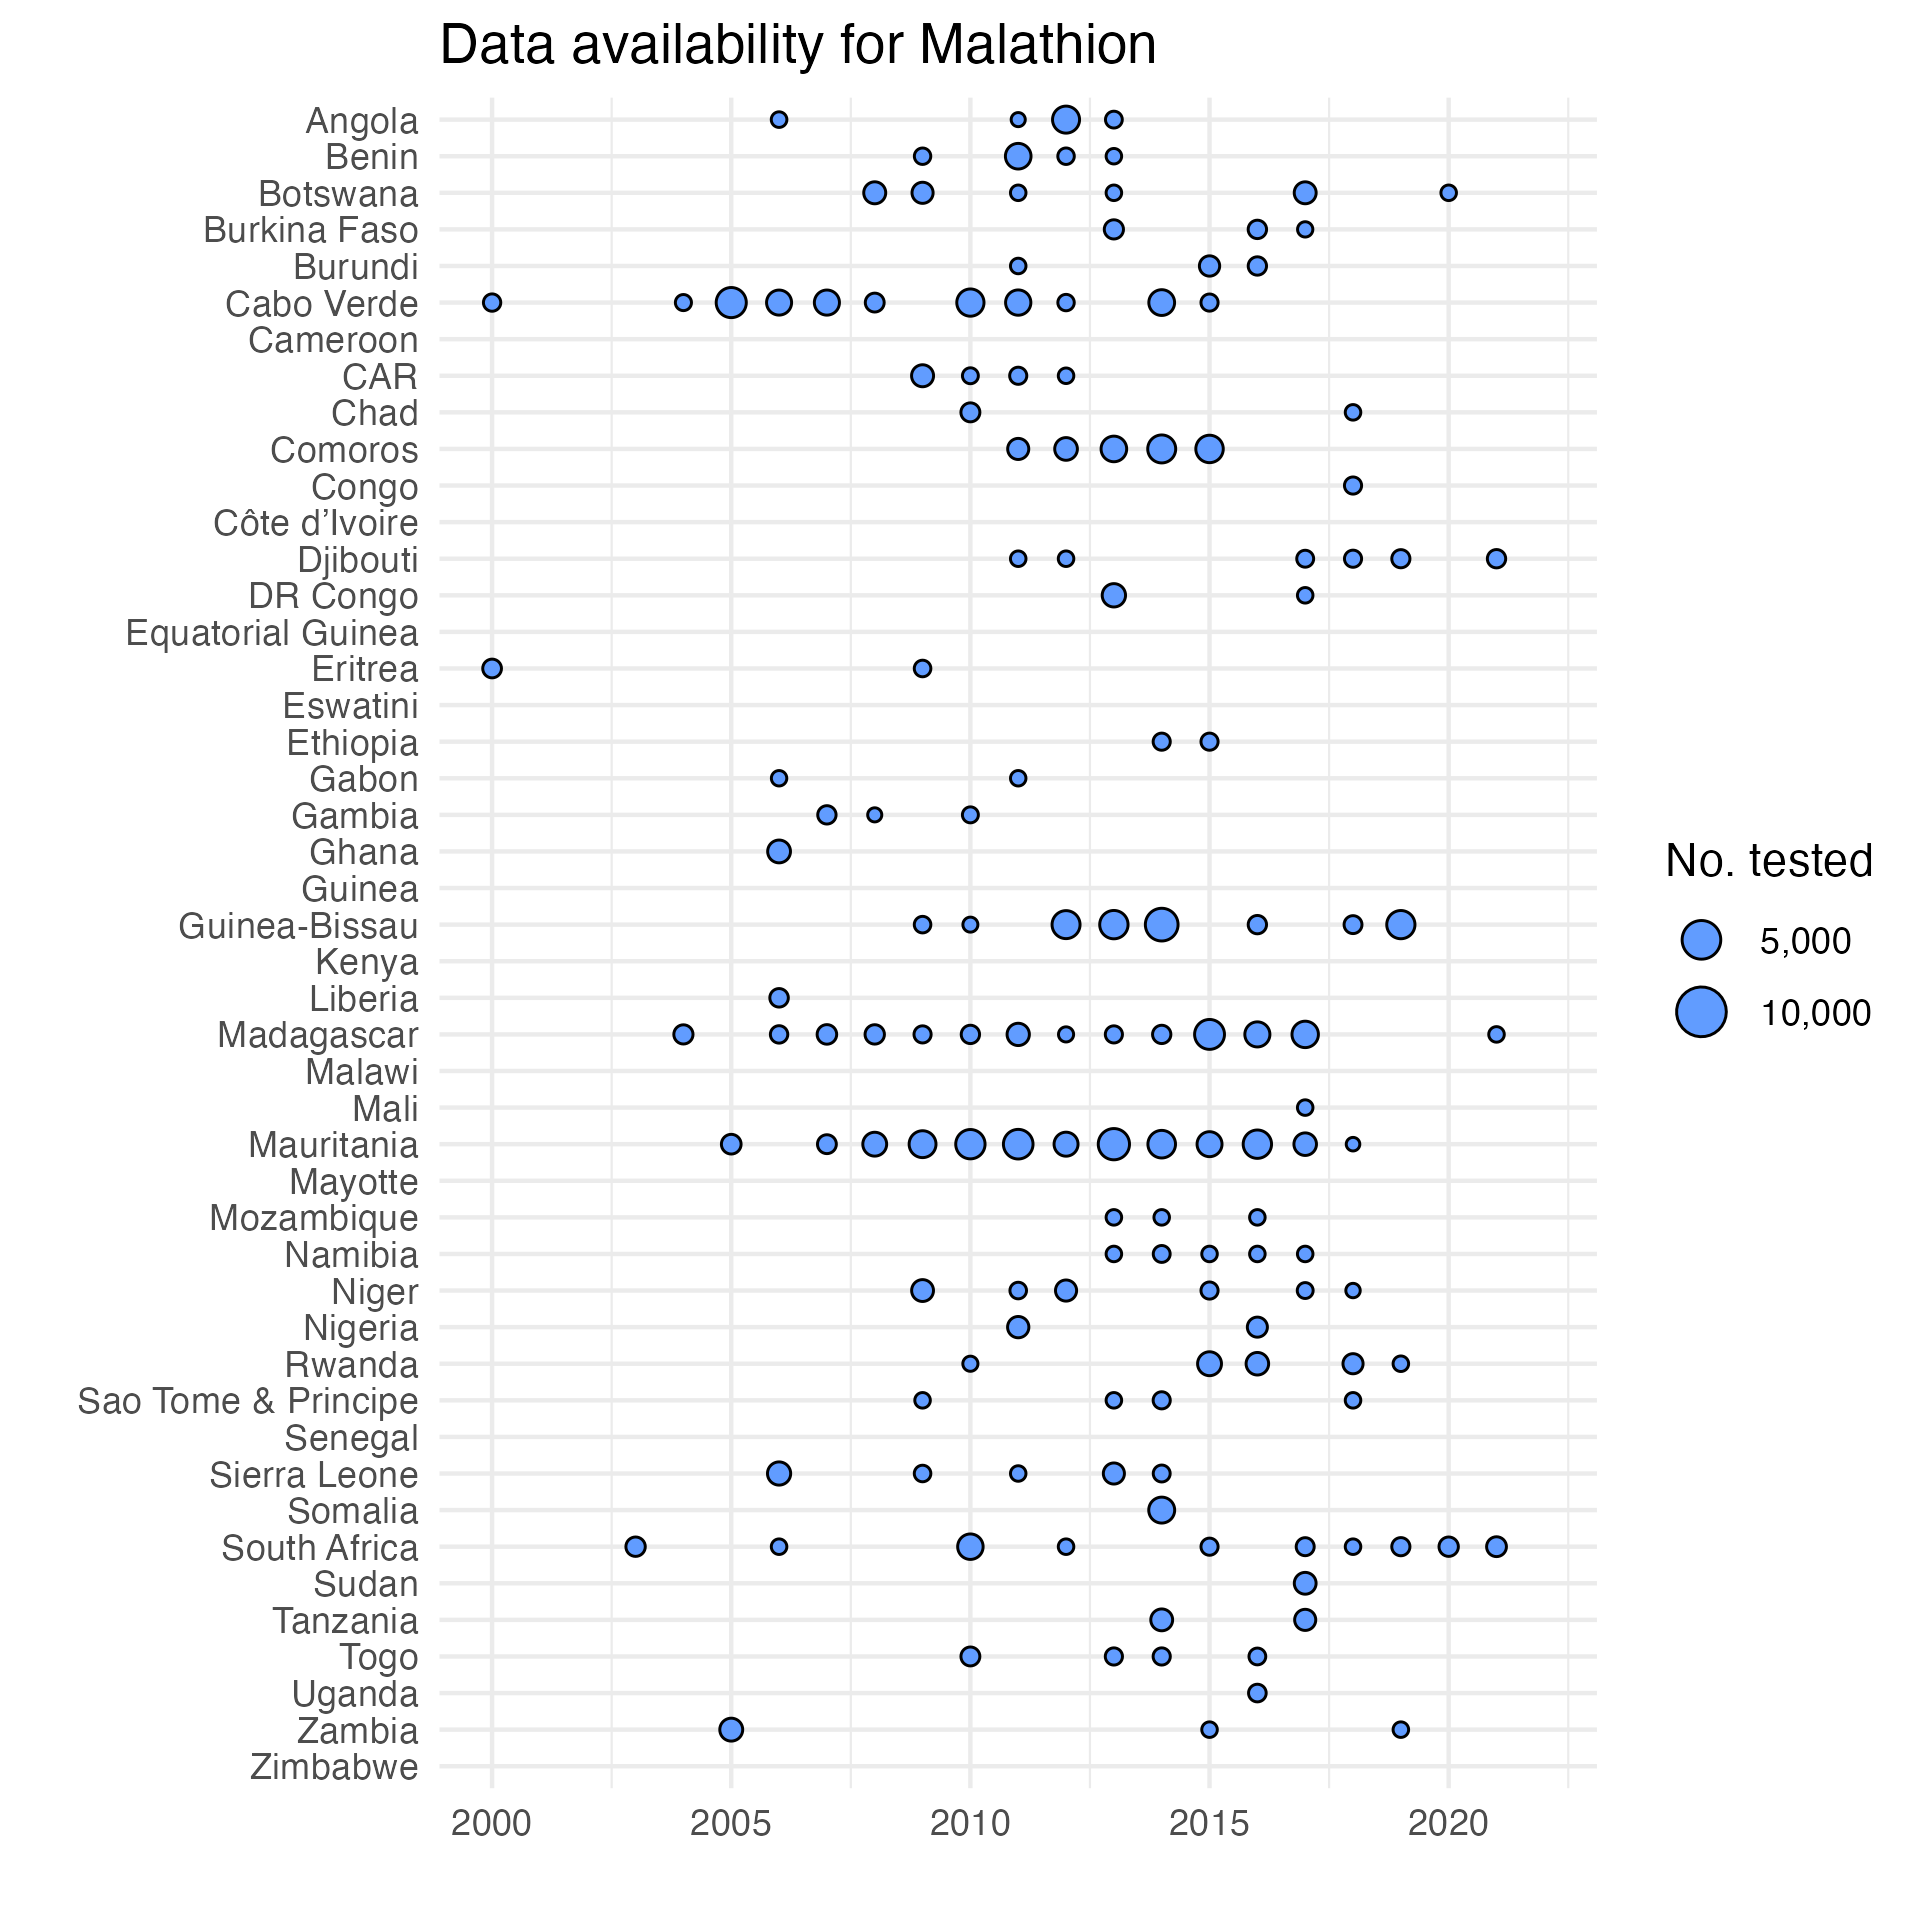 Data availability for Malathion
Angola
Benin
Botswana
Burkina Faso
Burundi
Cabo Verde
Cameroon
CAR
Chad
Comoros
Congo
Côte d’Ivoire
Djibouti
DR Congo
Equatorial Guinea
Eritrea
Eswatini
Ethiopia
Gabon
Gambia
Ghana
Guinea
Guinea-Bissau
Kenya
Liberia
Madagascar
Malawi
Mali
Mauritania
Mayotte
Mozambique
Namibia
Niger
Nigeria
Rwanda
Sao Tome & Principe
Senegal
Sierra Leone
Somalia
South Africa
Sudan
Tanzania
Togo
Uganda
Zambia
Zimbabwe
2000 2005 2010 2015 2020
No. tested
5,000
10,000